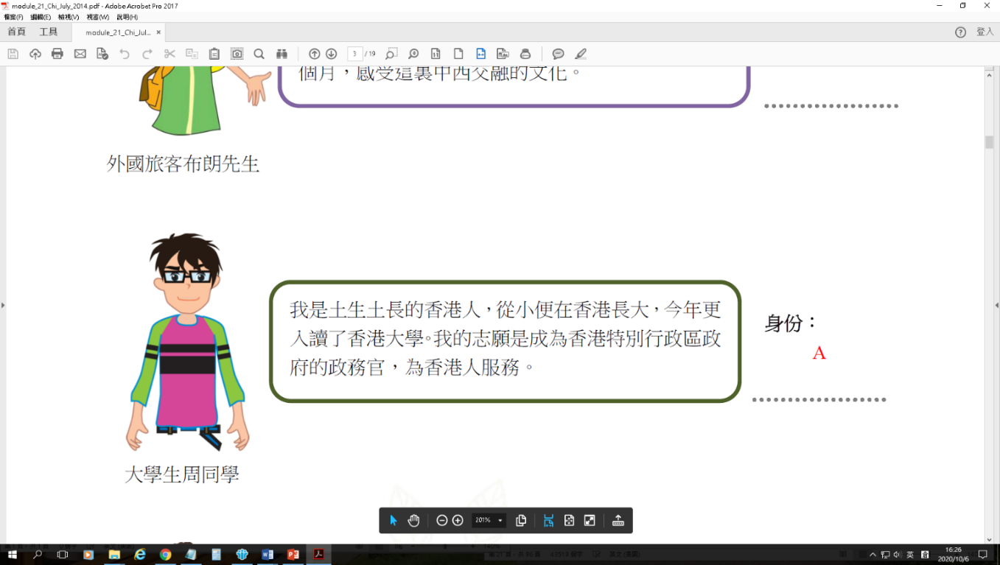 module_21_Chi_July_2014.pdf - Adobe Acrobat Pro 2017
檔案(F) 編輯(E) 檢視(V) 視窗(W) 說明(H)
首頁 工具 module_21_Chi_Jul... × 登入
3 / 19
個月，感受這裏中西交融的文化。
外國旅客布朗先生
我是土生土長的香港人，從小便在香港長大，今年更
入讀了香港大學。我的志願是成為香港特別行政區政
府的政務官，為香港人服務。
身份：
A
大學生周同學
201%
英
16:26
2020/10/6